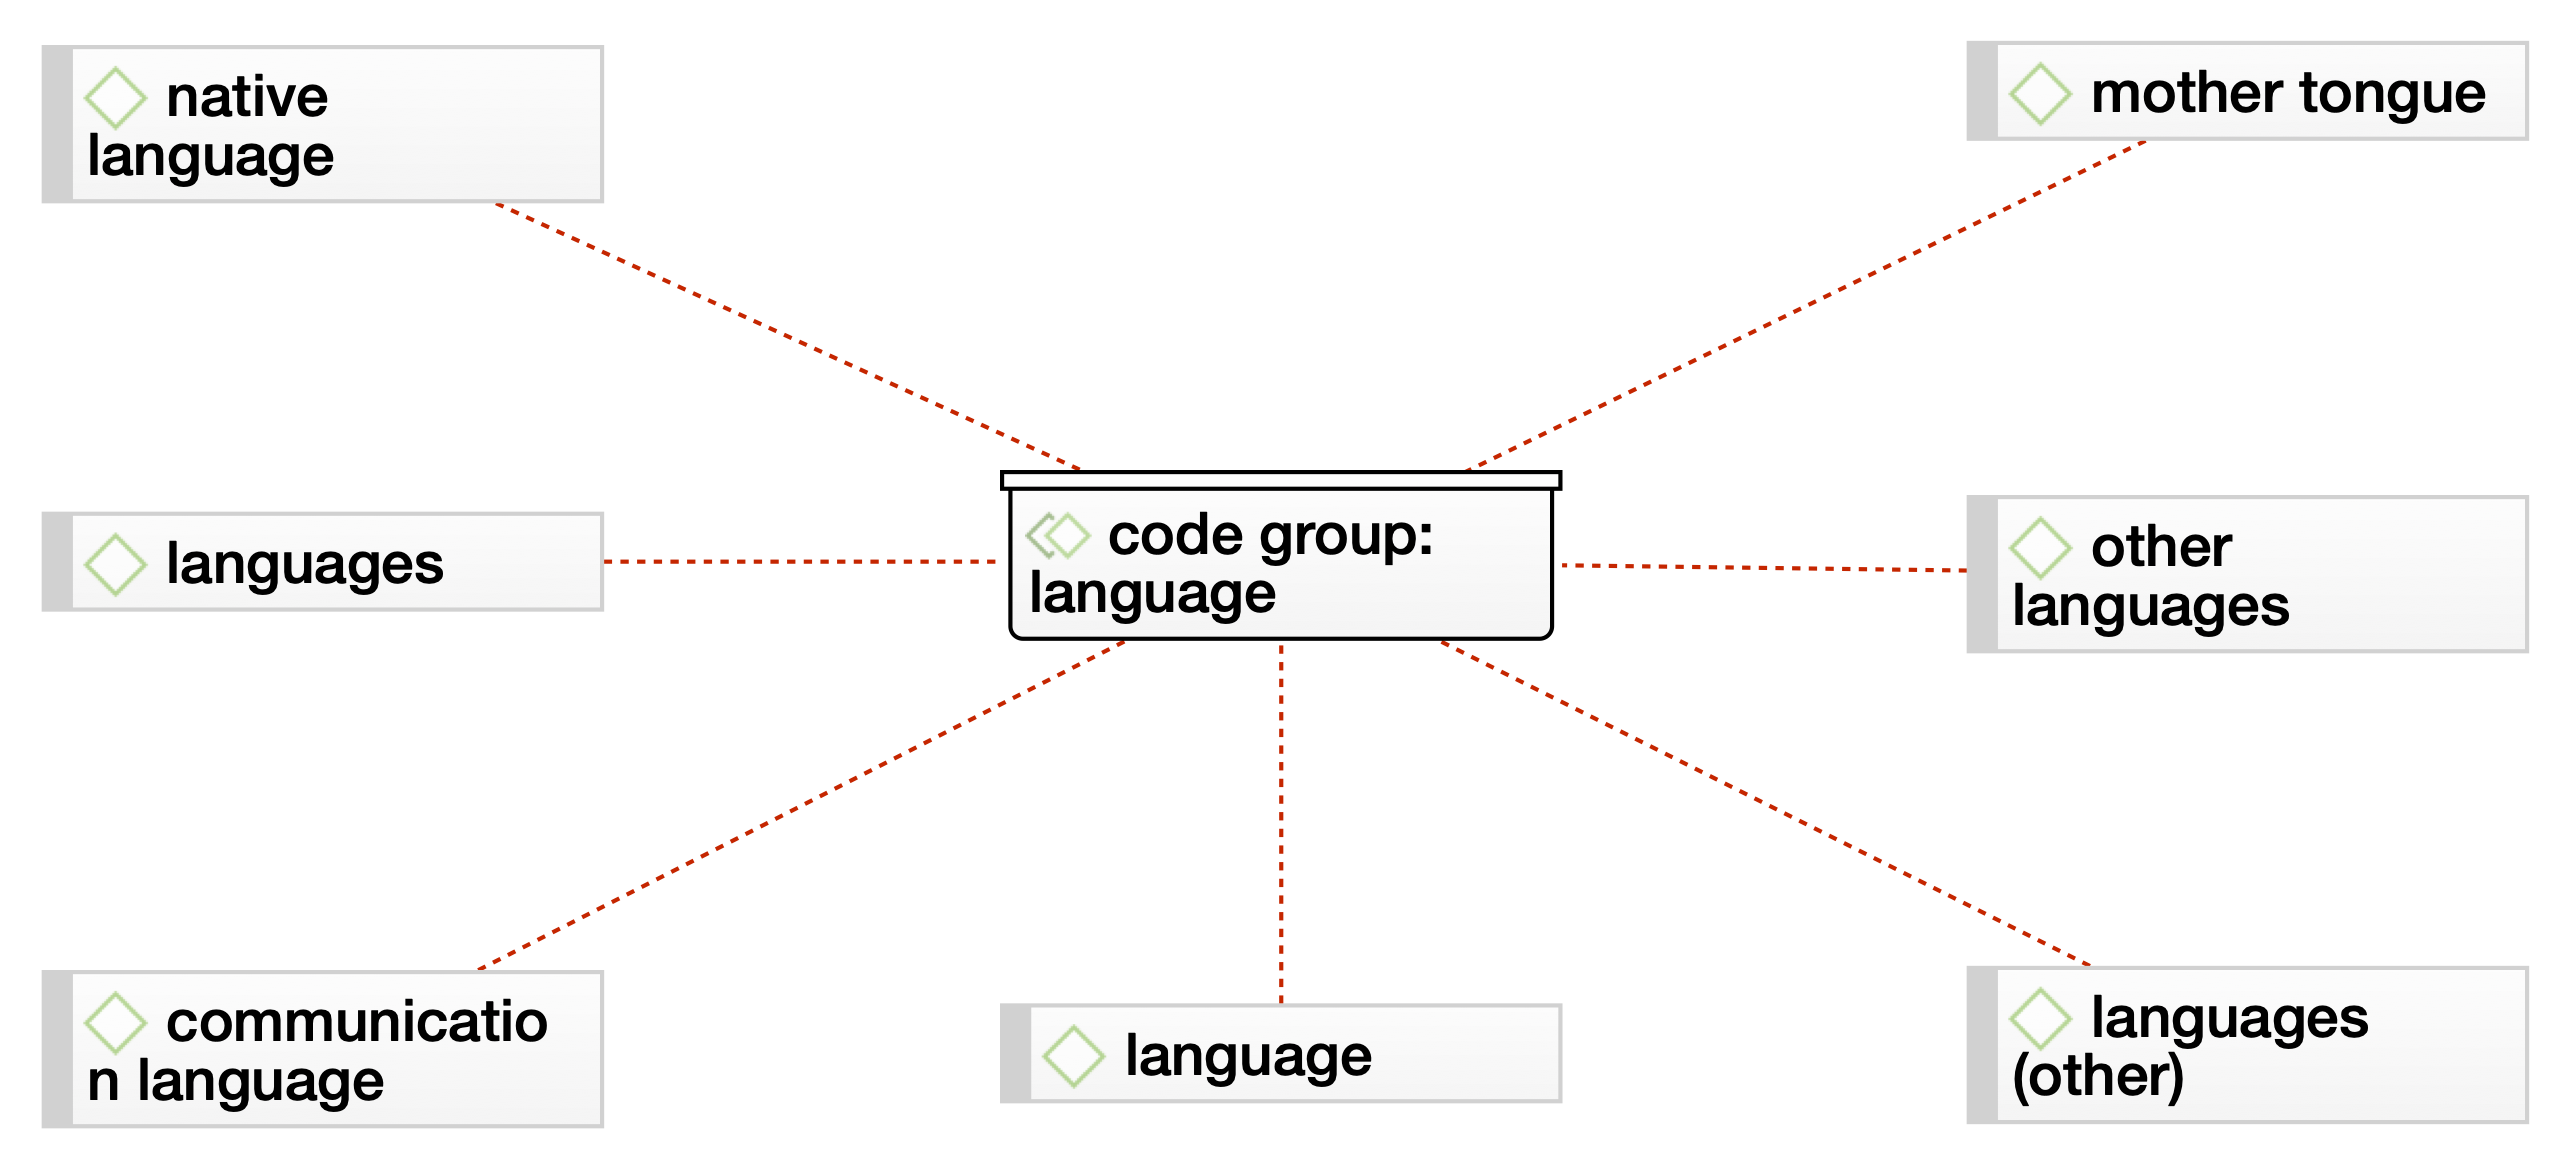 native
language
mother tongue
languages
code group:
language
other
languages
communicatio
n language
language
languages
(other)